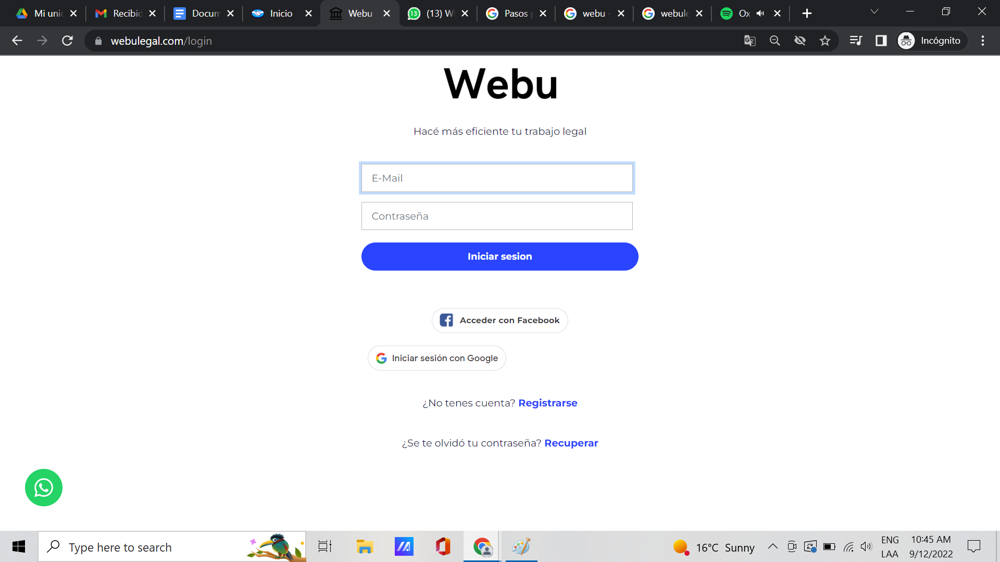 Mi unic
Recibid
Docum
Inicio
Webu
13
(13) W
Pasos
webu -
webule
Ox
webulegal.com/login
Incógnito
Webu
Hacé más eficiente tu trabajo legal
E-Mail
Contraseña
Iniciar sesion
Acceder con Facebook
Iniciar sesión con Google
¿No tenes cuenta? Registrarse
¿Se te olvidó tu contraseña? Recuperar
Type here to search
16°C Sunny
ENG
LAA
10:45 AM
9/12/2022